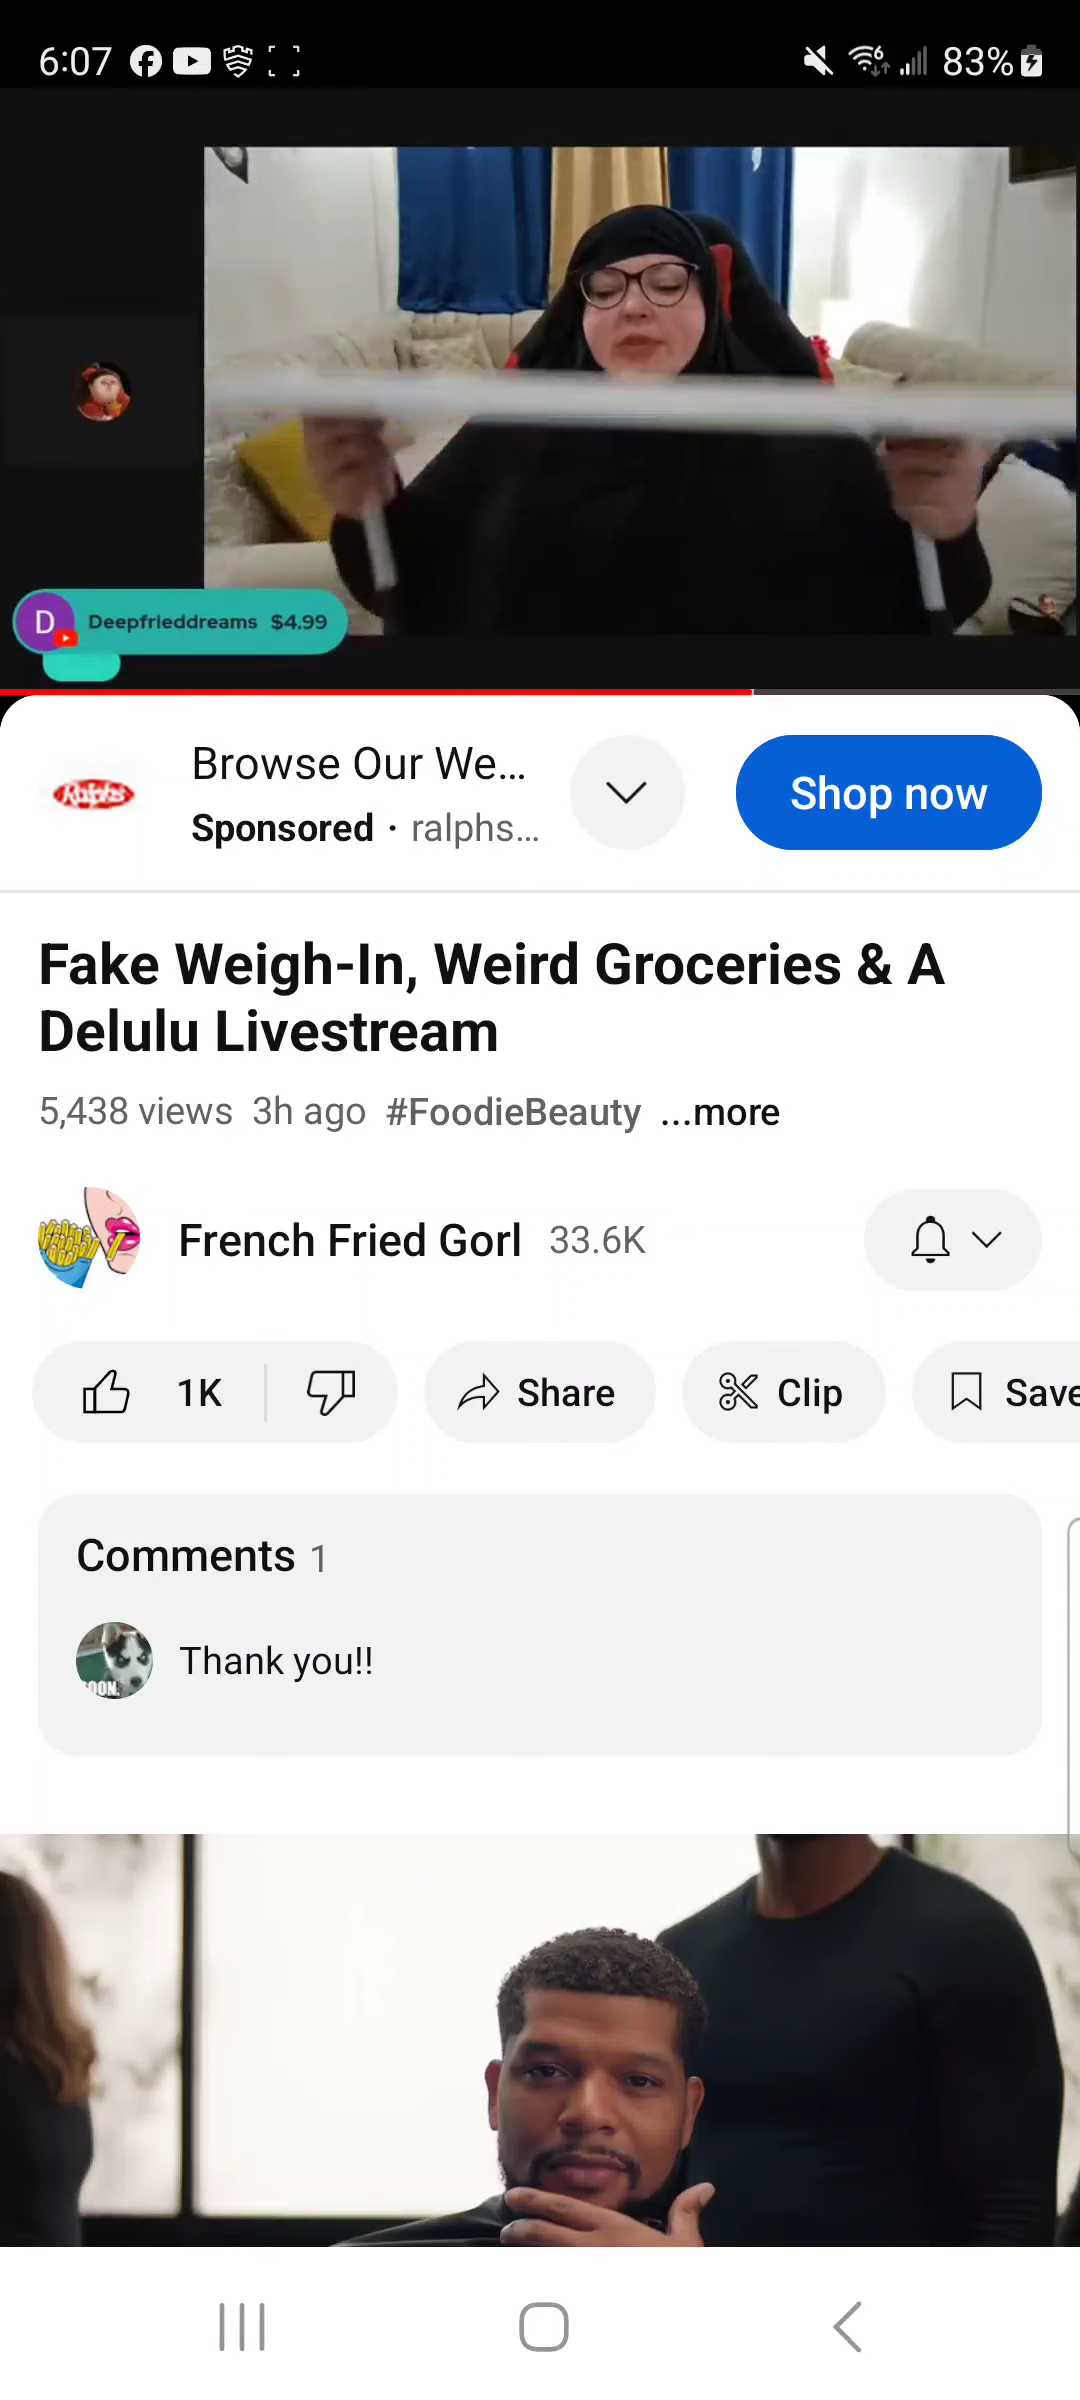 6:07
83%
D Deepfrieddreams $4.99
Ralphs
Browse Our We...
Sponsored · ralphs...
Shop now
Fake Weigh-In, Weird Groceries & A
Delulu Livestream
5,438 views 3h ago #FoodieBeauty ...more
French Fried Gorl 33.6K
1K Share Clip Save
Comments 1
OON.
Thank you!!